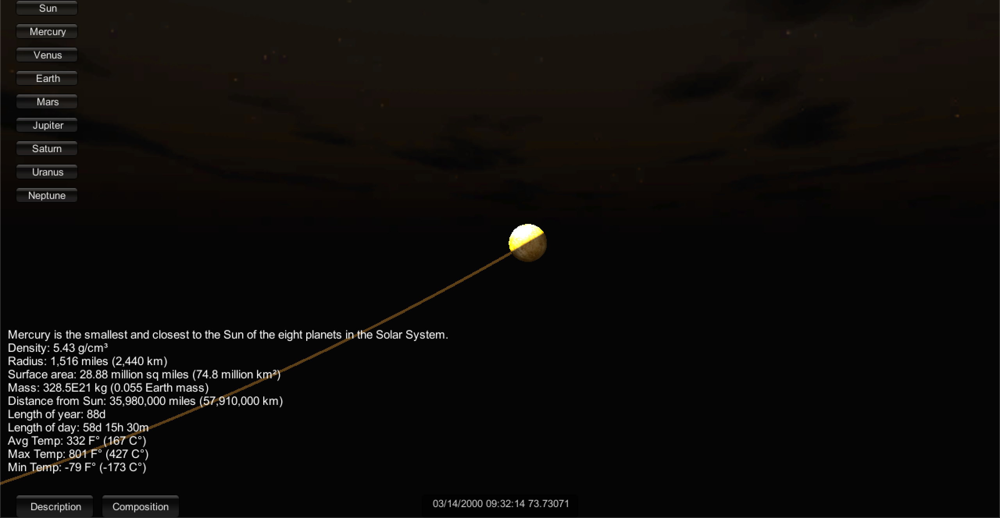 Sun
Mercury
Venus
Earth
Mars
Jupiter
Saturn
Uranus
Neptune
Mercury is the smallest and closest to the Sun of the eight planets in the Solar System.
Density: 5.43 g/cm³
Radius: 1,516 miles (2,440 km)
Surface area: 28.88 million sq miles (74.8 million km²)
Mass: 328.5E21 kg (0.055 Earth mass)
Distance from Sun: 35,980,000 miles (57,910,000 km)
Length of year: 88d
Length of day: 58d 15h 30m
Avg Temp: 332 F° (167 C°)
Max Temp: 801 F° (427 C°)
Min Temp: -79 F° (-173 C°)
Description
Composition
03/14/2000 09:32:14 73.73071